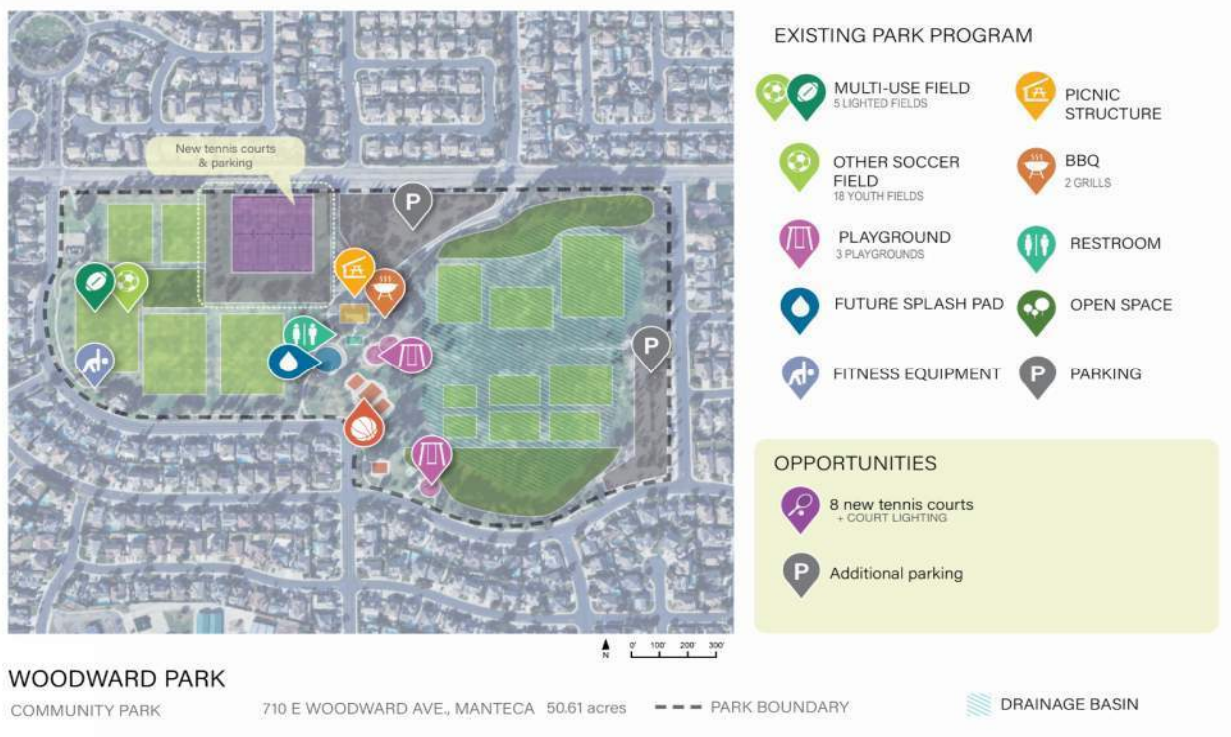 New tennis courts
& parking
P
P
EXISTING PARK PROGRAM
MULTI-USE FIELD
5 LIGHTED FIELDS
OTHER SOCCER
FIELD
18 YOUTH FIELDS
PLAYGROUND
3 PLAYGROUNDS
FUTURE SPLASH PAD
FITNESS EQUIPMENT
PICNIC
STRUCTURE
BBQ
2 GRILLS
RESTROOM
OPEN SPACE
P PARKING
OPPORTUNITIES
8 new tennis courts
+ COURT LIGHTING
P Additional parking
N
0' 100' 200' 300'
WOODWARD PARK
COMMUNITY PARK
710 E WOODWARD AVE., MANTECA 50.61 acres
PARK BOUNDARY
DRAINAGE BASIN